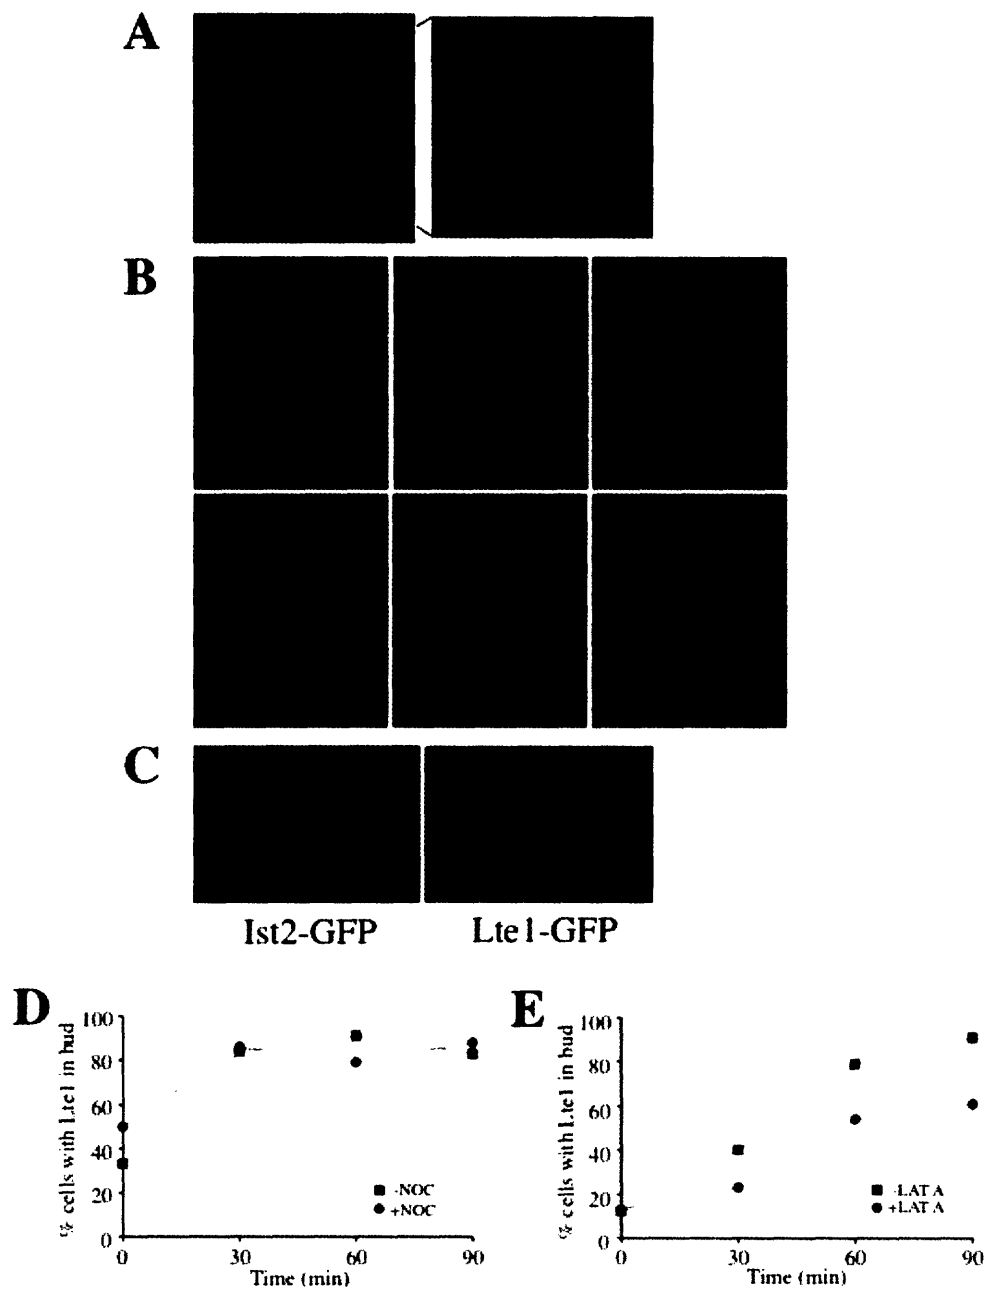 A
B
C
Ist2-GFP
Lte1-GFP
D
% cells with Lte1 in bud
100
80
60
40
20
0
-NOC
+NOC
0
30
60
90
Time (min)
E
% cells with Lte1 in bud
100
80
60
40
20
0
-LAT A
+LAT A
0
30
60
90
Time (min)